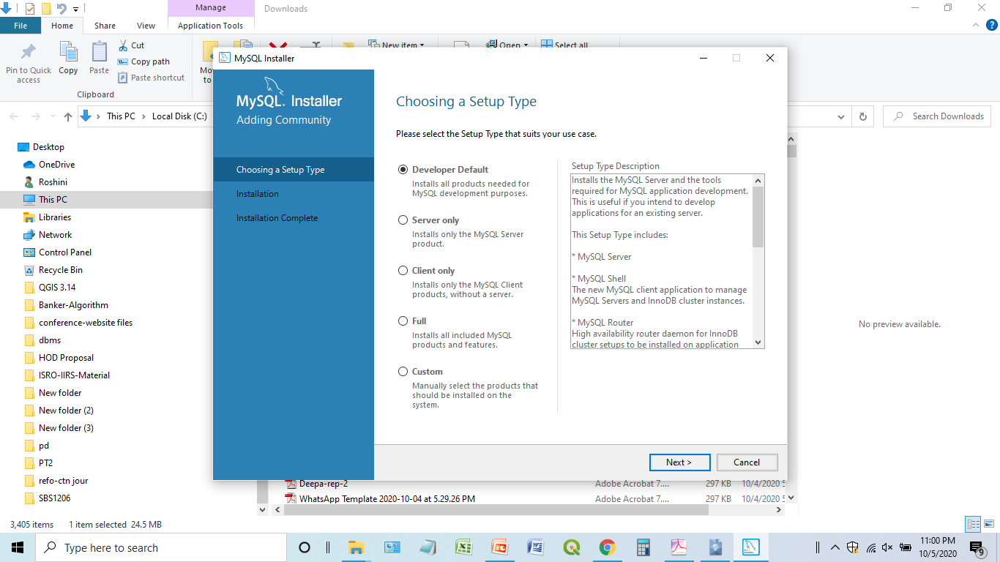 Manage
Downloads
File
Home
Share
View
Application Tools
Pin to Quick access
Copy
Paste
Cut
Copy path
Paste shortcut
Clipboard
New item
Open
Select all
This PC
Local Disk (C:)
Search Downloads
Desktop
OneDrive
Roshini
This PC
Libraries
Network
Control Panel
Recycle Bin
QGIS 3.14
Banker-Algorithm
conference-website files
dbms
HOD Proposal
ISRO-IIRS-Material
New folder
New folder (2)
New folder (3)
pd
PT2
refo-ctn jour
SBS1206
MySQL Installer
MySQL. Installer
Adding Community
Choosing a Setup Type
Installation
Installation Complete
Choosing a Setup Type
Please select the Setup Type that suits your use case.
Developer Default
Installs all products needed for
MySQL development purposes.
Server only
Installs only the MySQL Server
product.
Client only
Installs only the MySQL Client
products, without a server.
Full
Installs all included MySQL
products and features.
Custom
Manually select the products that
should be installed on the
system.
Setup Type Description
Installs the MySQL Server and the tools
required for MySQL application development.
This is useful if you intend to develop
applications for an existing server.
This Setup Type includes:
* MySQL Server
* MySQL Shell
The new MySQL client application to manage
MySQL Servers and InnoDB cluster instances.
* MySQL Router
High availability router daemon for InnoDB
cluster setups to be installed on application
Next >
Cancel
No preview available.
Deepa-rep-2 Adobe Acrobat 7.... 297 KB 10/4/2020 5
WhatsApp Template 2020-10-04 at 5.29.26 PM Adobe Acrobat 7.... 297 KB 10/4/2020 5
3,405 items 1 item selected 24.5 MB
Type here to search
11:00 PM
10/5/2020
9